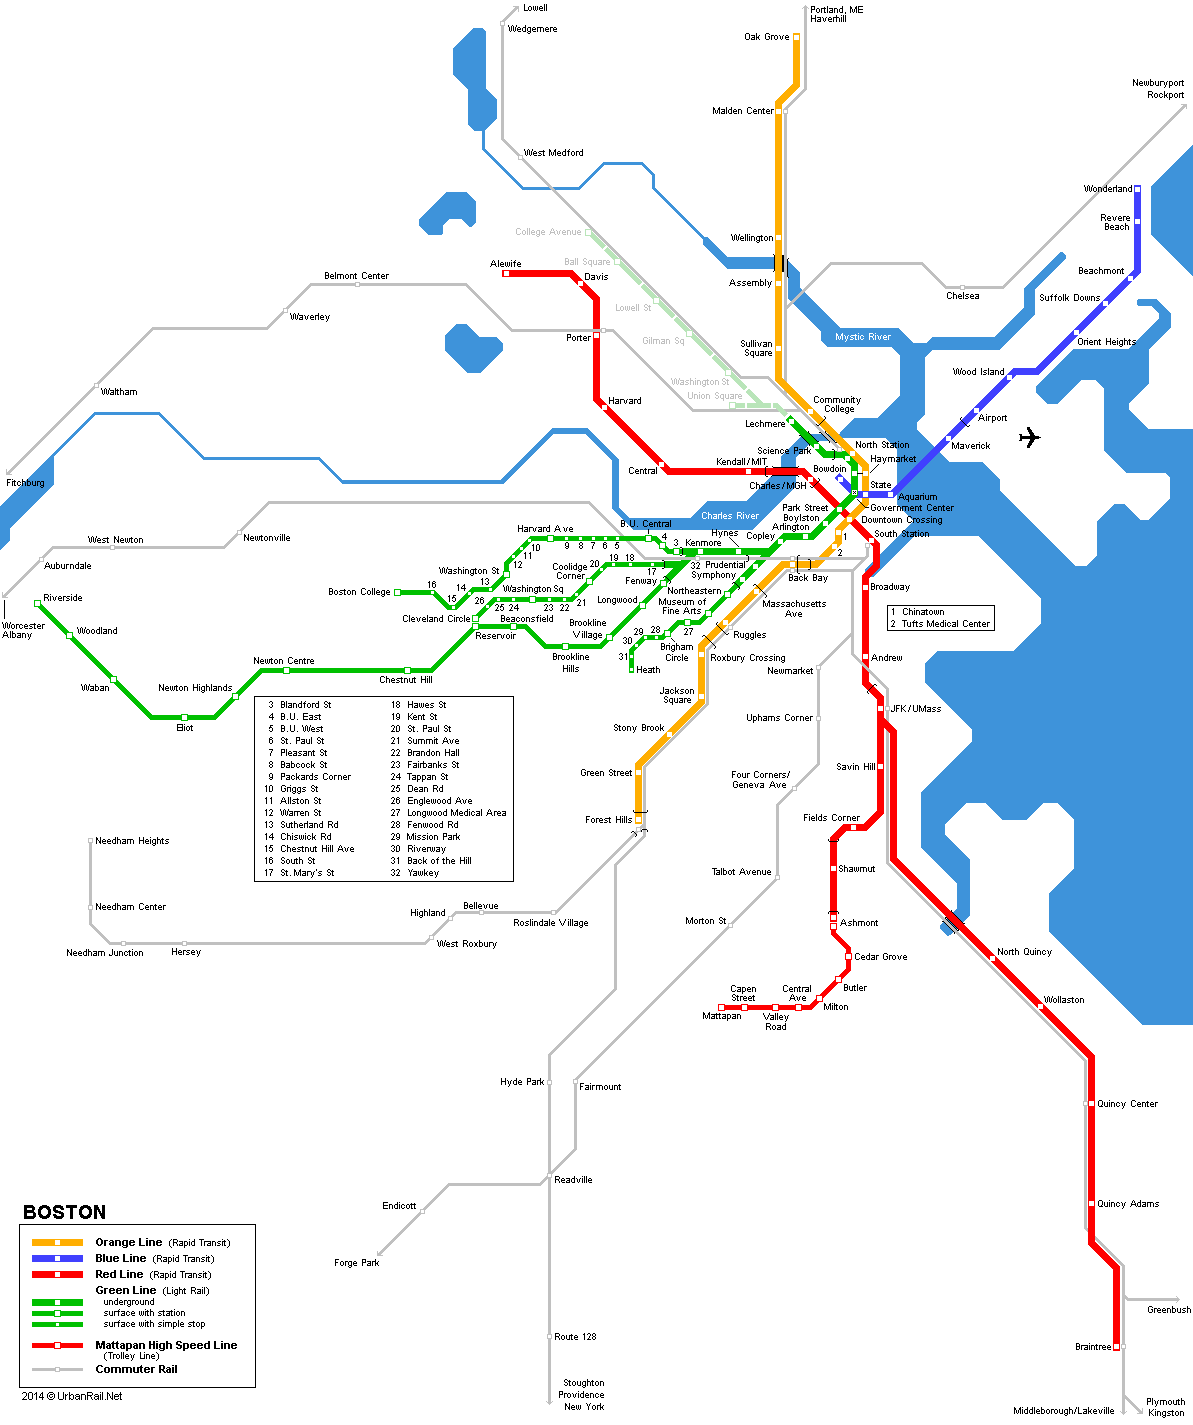 Lowell
Wedgemere
Portland, ME
Haverhill
Oak Grove
Newburyport
Rockport
Malden Center
West Medford
Wonderland
Revere
Beach
College Avenue
Wellington
Ball Square
Alewife
Davis
Belmont Center
Beachmont
Assembly
Chelsea
Suffolk Downs
Lowell St
Waverley
Mystic River
Porter
Gilman Sq
Sullivan
Square
Orient Heights
Wood Island
Washington St
Union Square
Waltham
Harvard
Community
College
Airport
Lechmere
Maverick
North Station
Science Park
Haymarket
Kendall/MIT
Bowdoin
Central
Charles/MGH
State
Fitchburg
Aquarium
Park Street
Government Center
Charles River
Boylston
Downtown Crossing
Arlington
B.U. Central
Harvard Ave
Hynes
Copley
South Station
West Newton
Newtonville
4
3
Kenmore
1
2
10
9
8
7
6
5
11
12
Auburndale
Coolidge
Corner
20
19
18
17
32
Fenway
Prudential
Symphony
Back Bay
Washington St
13
14
15
16
Boston College
Washington Sq
Northeastern
Broadway
Worcester
Albany
Riverside
26
25
24
23
22
21
Longwood
Museum of
Fine Arts
Massachusetts
Ave
1 Chinatown
2 Tufts Medical Center
Cleveland Circle
Beaconsfield
Reservoir
Brookline
Village
Brookline
Hills
30
29
28
27
31
Brigham
Circle
Heath
Ruggles
Roxbury Crossing
Woodland
Andrew
Newton Centre
Chestnut Hill
Newmarket
Waban
Newton Highlands
Jackson
Square
Eliot
JFK/UMass
Uphams Corner
Stony Brook
3 Blandford St
4 B.U. East
5 B.U. West
6 St. Paul St
7 Pleasant St
8 Babcock St
9 Packards Corner
10 Griggs St
11 Allston St
12 Warren St
13 Sutherland Rd
14 Chiswick Rd
15 Chestnut Hill Ave
16 South St
17 St. Mary's St
18 Hawes St
19 Kent St
20 St. Paul St
21 Summit Ave
22 Brandon Hall
23 Fairbanks St
24 Tappan St
25 Dean Rd
26 Englewood Ave
27 Longwood Medical Area
28 Fenwood Rd
29 Mission Park
30 Riverway
31 Back of the Hill
32 Yawkey
Green Street
Four Corners/
Geneva Ave
Savin Hill
Forest Hills
Fields Corner
Needham Heights
Talbot Avenue
Shawmut
Needham Center
Highland
Bellevue
Roslindale Village
Morton St
Ashmont
Needham Junction
Hersey
West Roxbury
Cedar Grove
North Quincy
Capen
Street
Central
Ave
Butler
Mattapan
Valley
Road
Milton
Wollaston
Hyde Park
Fairmount
Quincy Center
Readville
Endicott
Quincy Adams
Forge Park
BOSTON
Orange Line (Rapid Transit)
Blue Line (Rapid Transit)
Red Line (Rapid Transit)
Green Line (Light Rail)
underground
surface with station
surface with simple stop
Mattapan High Speed Line
(Trolley Line)
Commuter Rail
2014 © UrbanRail.Net
Greenbush
Route 128
Braintree
Stoughton
Providence
New York
Middleborough/Lakeville
Plymouth
Kingston